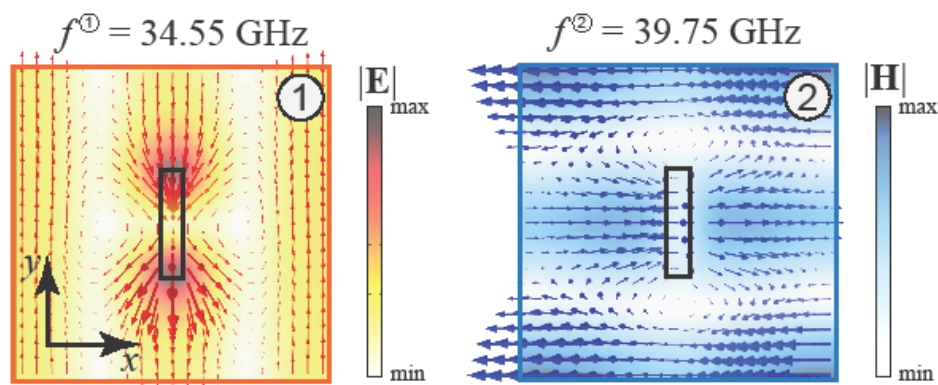 f① = 34.55 GHz
f② = 39.75 GHz
|E|
|H|
1
2
max
max
y
x
min
min